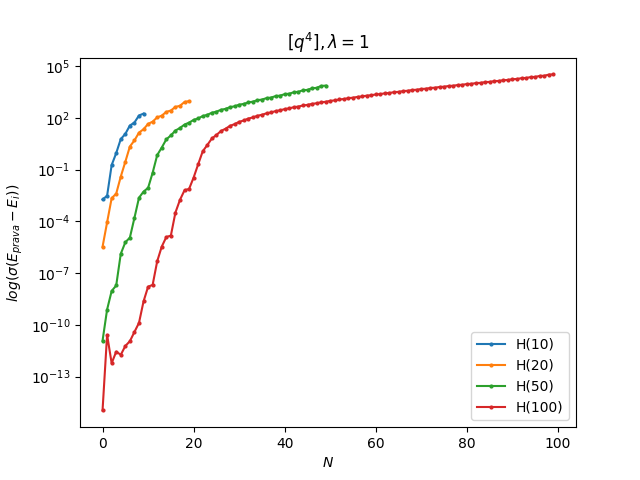 [q⁴], λ = 1
10⁵
10²
10⁻¹
10⁻⁴
10⁻⁷
10⁻¹⁰
10⁻¹³
log(σ(E_prava − E_i))
0 20 40 60 80 100
N
H(10)
H(20)
H(50)
H(100)